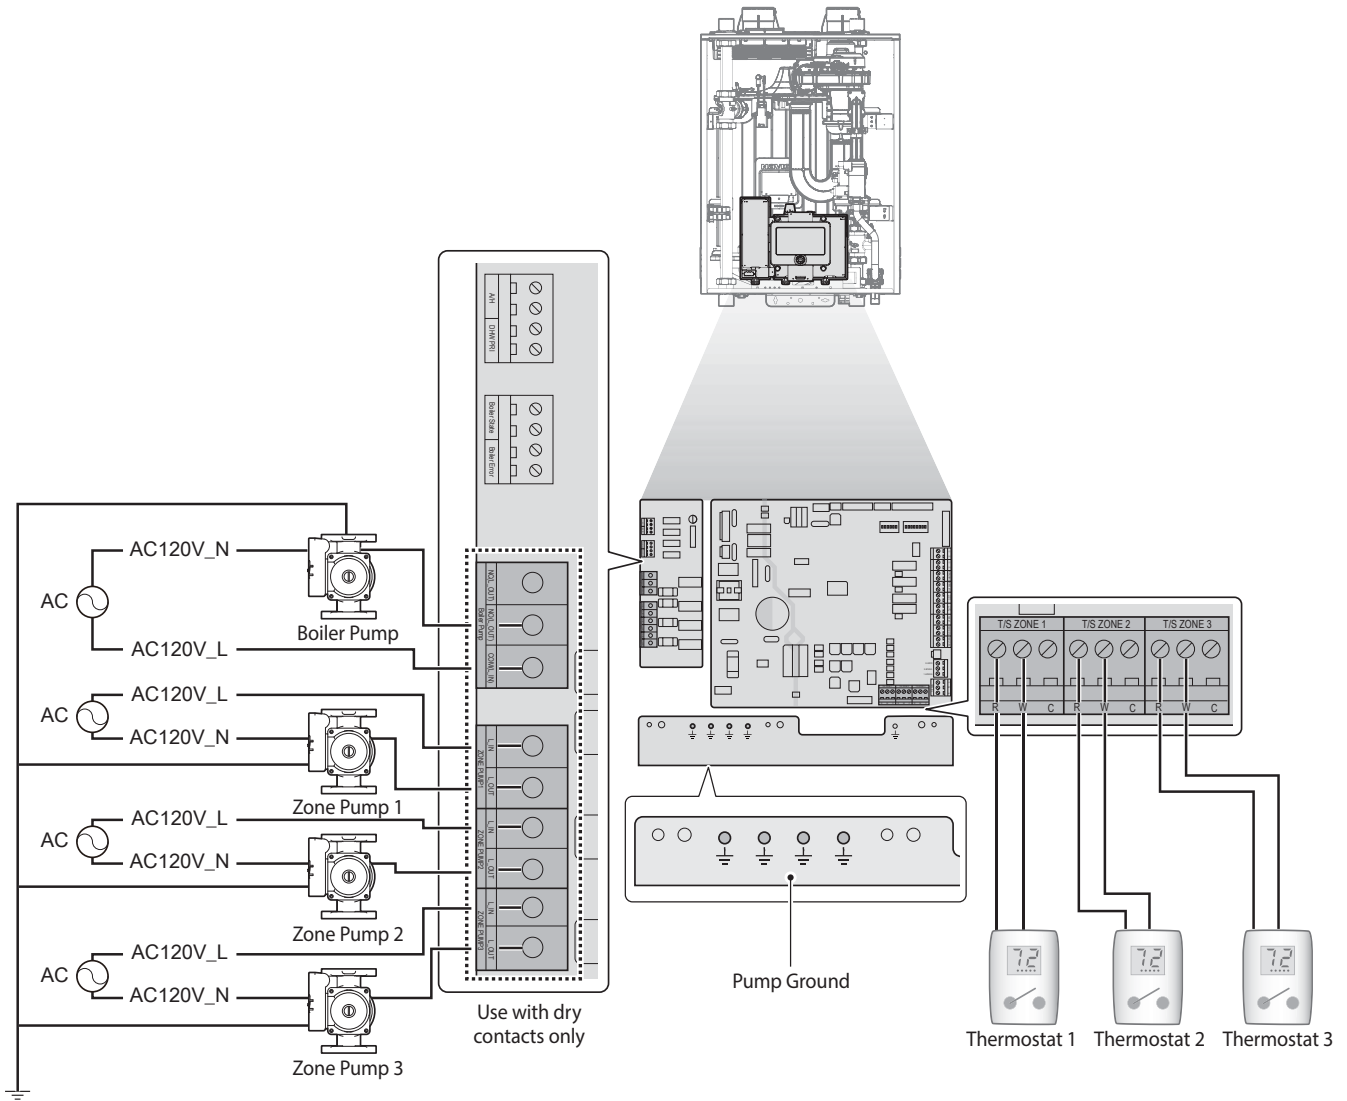 NAVIEN
A/H
DHW PRI
Boiler State
Boiler Error
AC120V_N
AC
AC120V_L
Boiler Pump
NC(L_OUT)
NO(L_OUT)
COM(L_IN)
Boiler Pump
AC120V_L
AC
AC120V_N
Zone Pump 1
L_IN
L_OUT
ZONE PUMP1
AC120V_L
AC
AC120V_N
Zone Pump 2
L_IN
L_OUT
ZONE PUMP2
AC120V_L
AC
AC120V_N
Zone Pump 3
L_IN
L_OUT
ZONE PUMP3
Use with dry
contacts only
Pump Ground
T/S ZONE 1 T/S ZONE 2 T/S ZONE 3
R W C R W C R W C
72 72 72
Thermostat 1 Thermostat 2 Thermostat 3